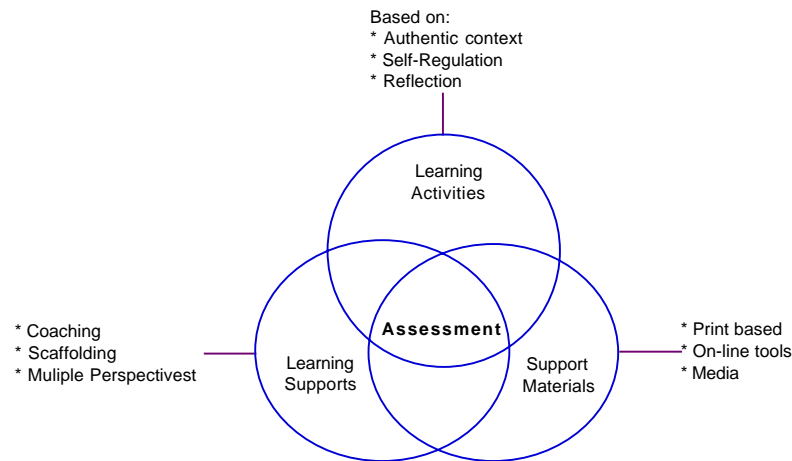 Based on:
* Authentic context
* Self-Regulation
* Reflection
Learning
Activities
Assessment
* Coaching
* Scaffolding
* Muliple Perspectivest
Learning
Supports
Support
Materials
* Print based
* On-line tools
* Media